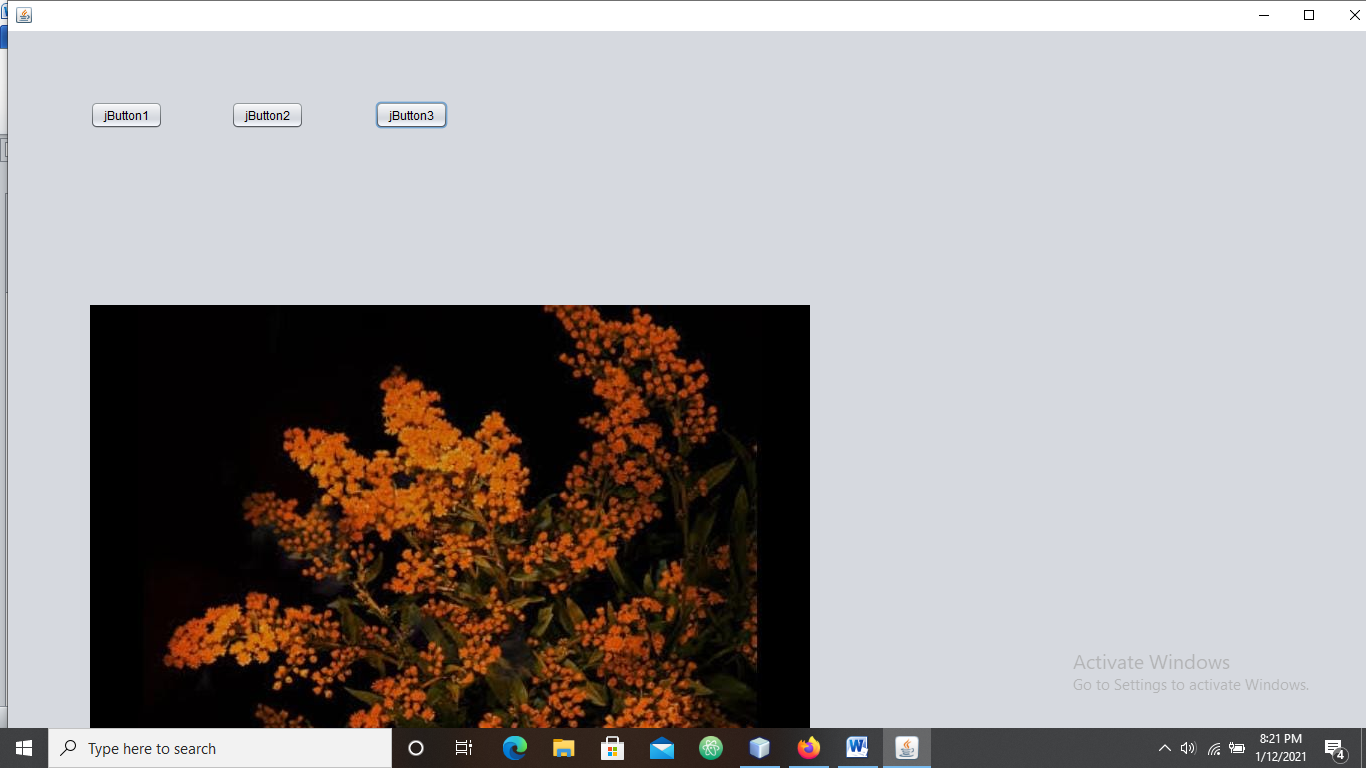 jButton1 jButton2 jButton3
Activate Windows
Go to Settings to activate Windows.
Type here to search
8:21 PM
1/12/2021
4